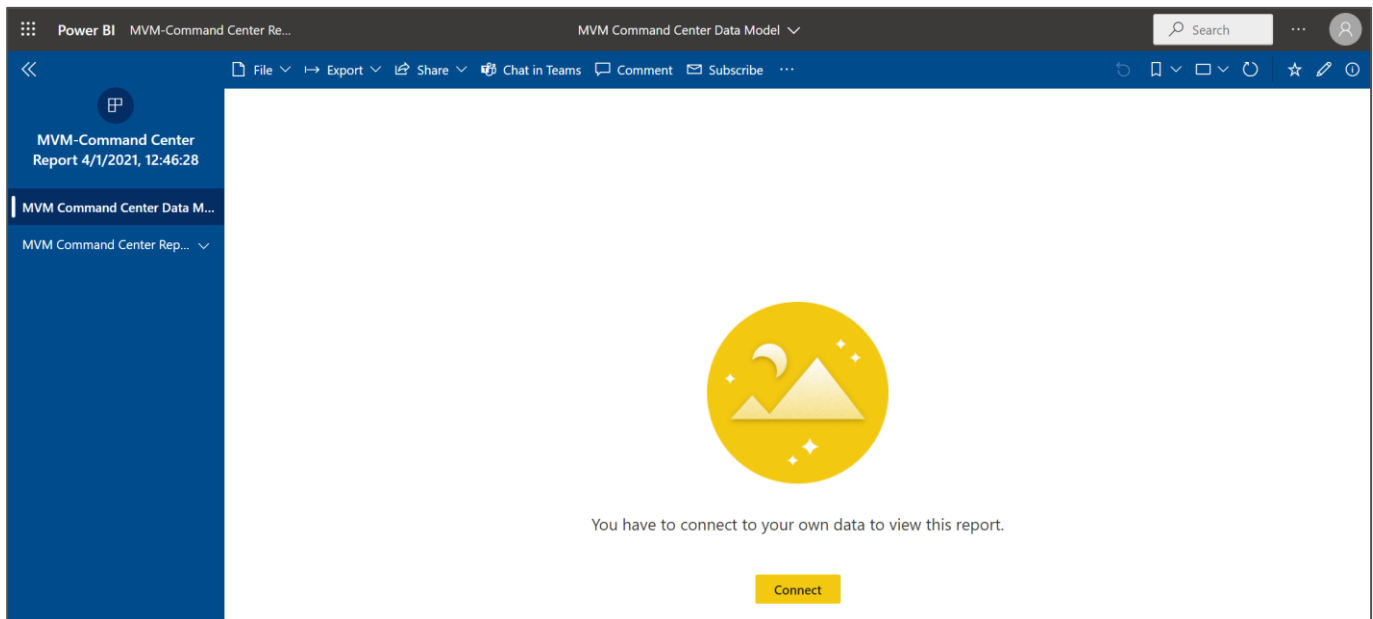 Power BI MVM-Command Center Re... MVM Command Center Data Model Search ...
File Export Share Chat in Teams Comment Subscribe ...
MVM-Command Center
Report 4/1/2021, 12:46:28
MVM Command Center Data M...
MVM Command Center Rep...
You have to connect to your own data to view this report.
Connect